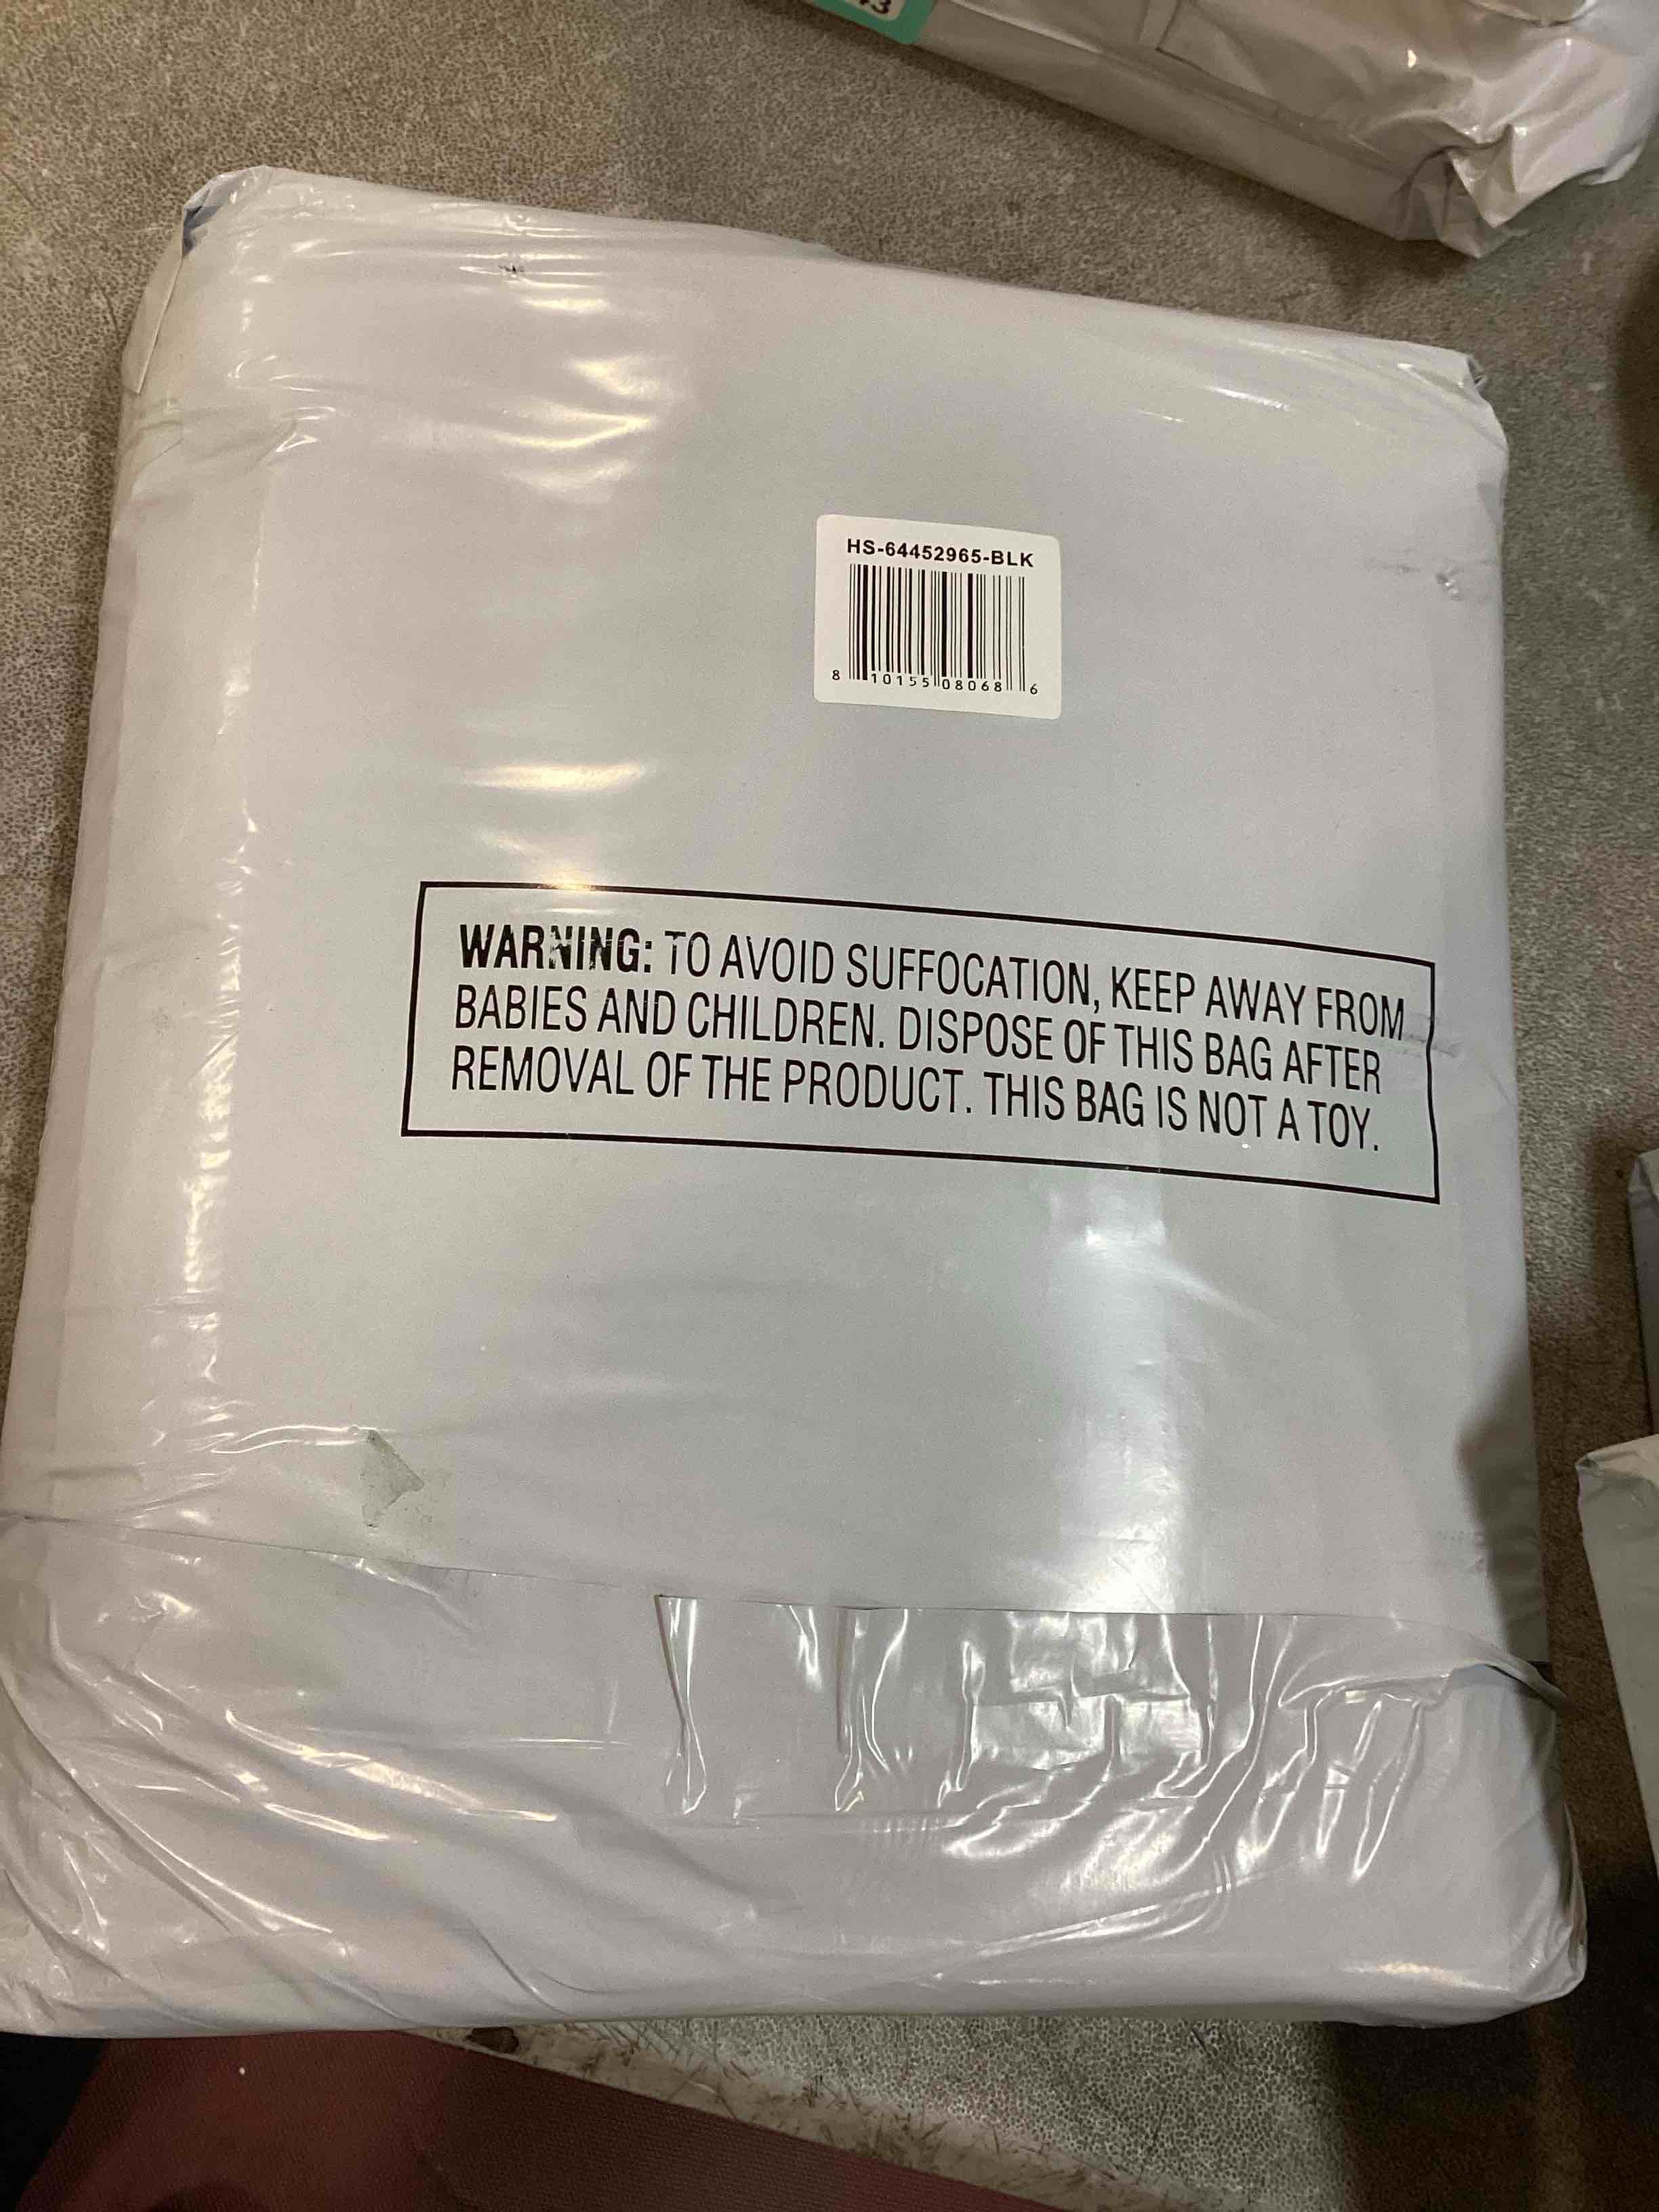 HS-64452965-BLK
8 10155 08068 6
WARNING: TO AVOID SUFFOCATION, KEEP AWAY FROM
BABIES AND CHILDREN. DISPOSE OF THIS BAG AFTER
REMOVAL OF THE PRODUCT. THIS BAG IS NOT A TOY.